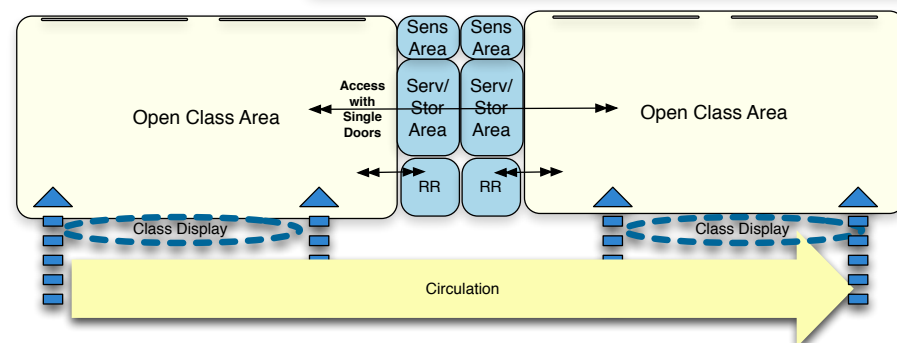 Sens
Area
Sens
Area
Access
with
Single
Doors
Serv/
Stor
Area
Serv/
Stor
Area
Open Class Area
Open Class Area
RR
RR
Class Display
Class Display
Circulation